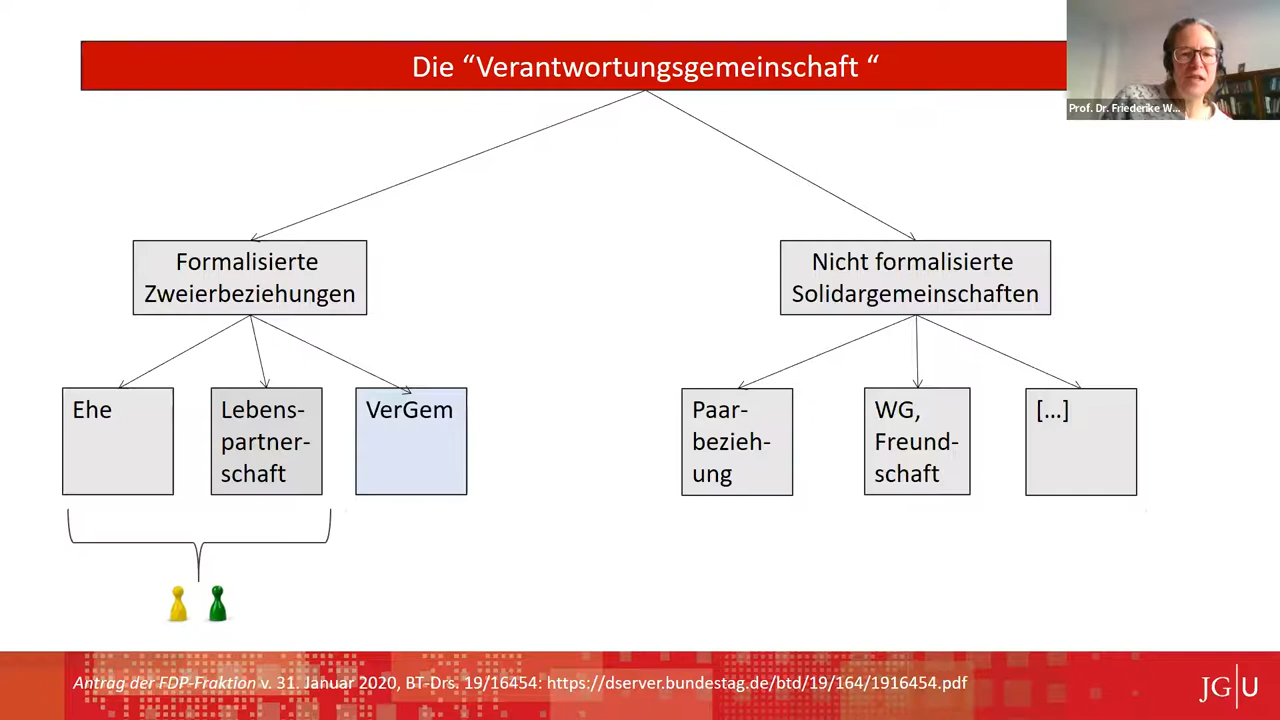 Die “Verantwortungsgemeinschaft “
Prof. Dr. Friederike W...
Formalisierte
Zweierbeziehungen
Nicht formalisierte
Solidargemeinschaften
Ehe
Lebens-
partner-
schaft
VerGem
Paar-
bezieh-
ung
WG,
Freund-
schaft
[...]
Antrag der FDP-Fraktion v. 31. Januar 2020, BT-Drs. 19/16454: https://dserver.bundestag.de/btd/19/164/1916454.pdf
JG|U